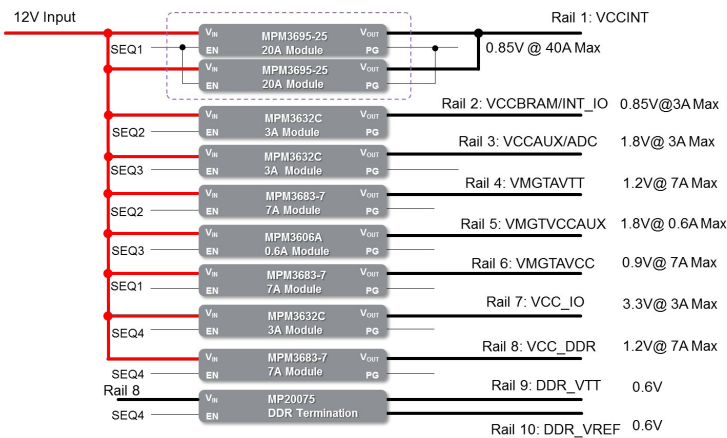 12V Input
Rail 1: VCCINT
VIN MPM3695-25 VOUT
SEQ1 EN 20A Module PG 0.85V @ 40A Max
VIN MPM3695-25 VOUT
EN 20A Module PG
Rail 2: VCCBRAM/INT_IO 0.85V@3A Max
VIN MPM3632C VOUT
SEQ2 EN 3A Module
Rail 3: VCCAUX/ADC 1.8V@ 3A Max
VIN MPM3632C VOUT
SEQ3 EN 3A Module PG
Rail 4: VMGTAVTT 1.2V@ 7A Max
VIN MPM3683-7 VOUT
SEQ2 EN 7A Module PG
Rail 5: VMGTVCCAUX 1.8V@ 0.6A Max
VIN MPM3606A VOUT
SEQ3 EN 0.6A Module PG
Rail 6: VMGTAVCC 0.9V@ 7A Max
VIN MPM3683-7 VOUT
SEQ1 EN 7A Module PG
Rail 7: VCC_IO 3.3V@ 3A Max
VIN MPM3632C VOUT
SEQ4 EN 3A Module PG
Rail 8: VCC_DDR 1.2V@ 7A Max
VIN MPM3683-7 VOUT
SEQ4 EN 7A Module PG
Rail 8 Rail 9: DDR_VTT 0.6V
VIN MP20075
SEQ4 EN DDR Termination
Rail 10: DDR_VREF 0.6V